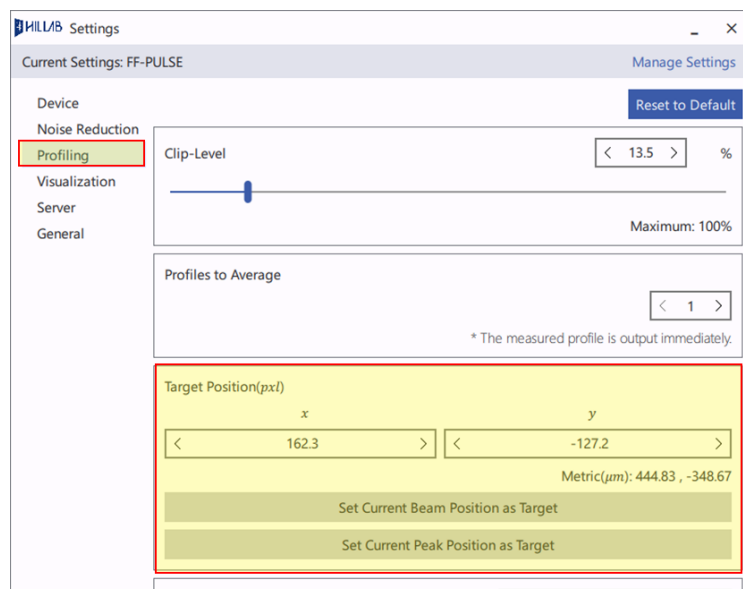 HILLAB Settings
Current Settings: FF-PULSE Manage Settings
Device
Noise Reduction
Profiling
Visualization
Server
General
Reset to Default
Clip-Level < 13.5 > %
Maximum: 100%
Profiles to Average
< 1 >
* The measured profile is output immediately.
Target Position(pxl)
x y
< 162.3 > < -127.2 >
Metric(μm): 444.83 , -348.67
Set Current Beam Position as Target
Set Current Peak Position as Target